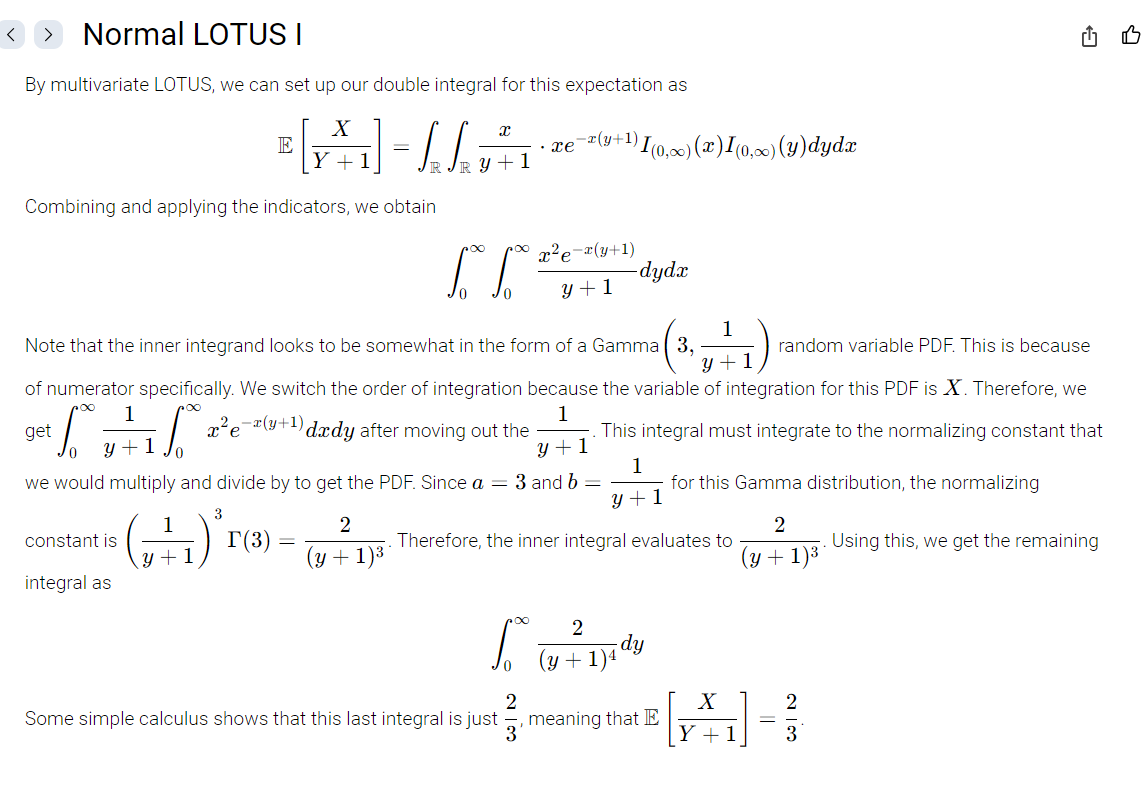 Normal LOTUS I
By multivariate LOTUS, we can set up our double integral for this expectation as
$\mathbb{E}\left[\frac{X}{Y+1}\right] = \int_{\mathbb{R}} \int_{\mathbb{R}} \frac{x}{y+1} \cdot xe^{-x(y+1)} I_{(0,\infty)}(x) I_{(0,\infty)}(y) dydx$
Combining and applying the indicators, we obtain
$\int_0^\infty \int_0^\infty \frac{x^2 e^{-x(y+1)}}{y+1} dydx$
Note that the inner integrand looks to be somewhat in the form of a Gamma $\left(3, \frac{1}{y+1}\right)$ random variable PDF. This is because
of numerator specifically. We switch the order of integration because the variable of integration for this PDF is $X$. Therefore, we
get $\int_0^\infty \frac{1}{y+1} \int_0^\infty x^2 e^{-x(y+1)} dxdy$ after moving out the $\frac{1}{y+1}$. This integral must integrate to the normalizing constant that
we would multiply and divide by to get the PDF. Since $a = 3$ and $b = \frac{1}{y+1}$ for this Gamma distribution, the normalizing
constant is $\left(\frac{1}{y+1}\right)^3 \Gamma(3) = \frac{2}{(y+1)^3}$. Therefore, the inner integral evaluates to $\frac{2}{(y+1)^3}$. Using this, we get the remaining
integral as
$\int_0^\infty \frac{2}{(y+1)^4} dy$
Some simple calculus shows that this last integral is just $\frac{2}{3}$, meaning that $\mathbb{E}\left[\frac{X}{Y+1}\right] = \frac{2}{3}$.